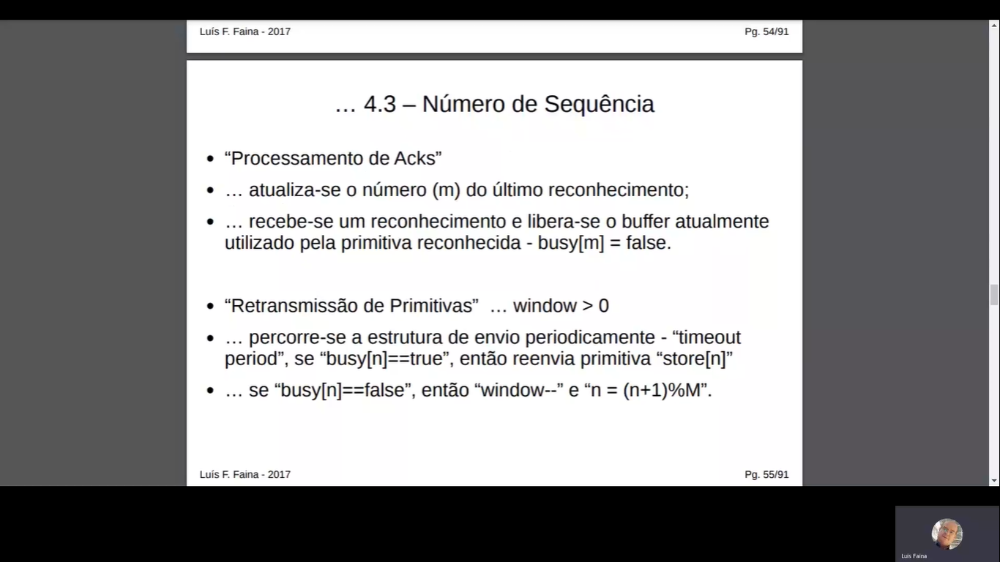 Luís F. Faina - 2017
Pg. 54/91
… 4.3 – Número de Sequência
• “Processamento de Acks”
• … atualiza-se o número (m) do último reconhecimento;
• … recebe-se um reconhecimento e libera-se o buffer atualmente
utilizado pela primitiva reconhecida - busy[m] = false.
• “Retransmissão de Primitivas” … window > 0
• … percorre-se a estrutura de envio periodicamente - “timeout
period”, se “busy[n]==true”, então reenvia primitiva “store[n]”
• … se “busy[n]==false”, então “window--” e “n = (n+1)%M”.
Luís F. Faina - 2017
Pg. 55/91
Luis Faina